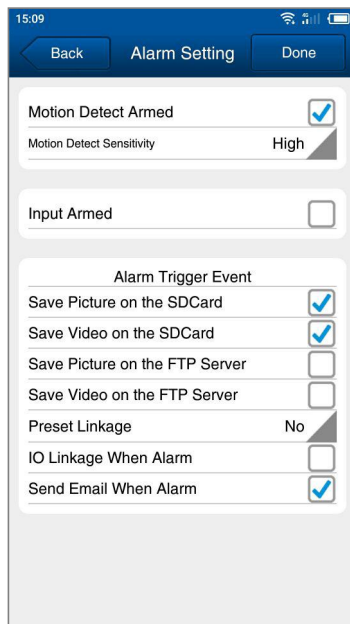 15:09
Back Alarm Setting Done
Motion Detect Armed
Motion Detect Sensitivity High
Input Armed
Alarm Trigger Event
Save Picture on the SDCard
Save Video on the SDCard
Save Picture on the FTP Server
Save Video on the FTP Server
Preset Linkage No
IO Linkage When Alarm
Send Email When Alarm